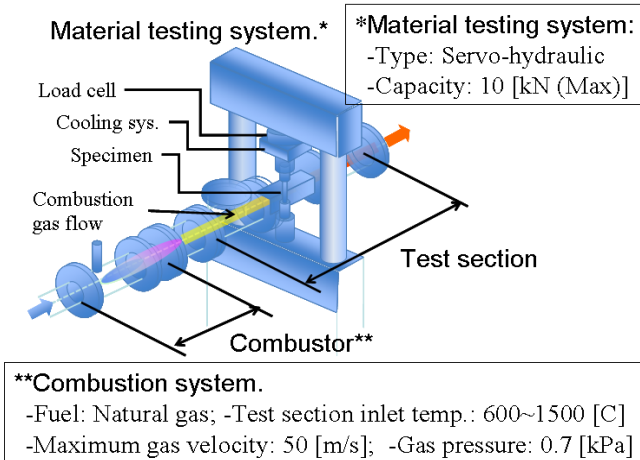 Material testing system.*
*Material testing system:
-Type: Servo-hydraulic
-Capacity: 10 [kN (Max)]
Load cell
Cooling sys.
Specimen
Combustion
gas flow
Test section
Combustor**
**Combustion system.
-Fuel: Natural gas; -Test section inlet temp.: 600~1500 [C]
-Maximum gas velocity: 50 [m/s]; -Gas pressure: 0.7 [kPa]